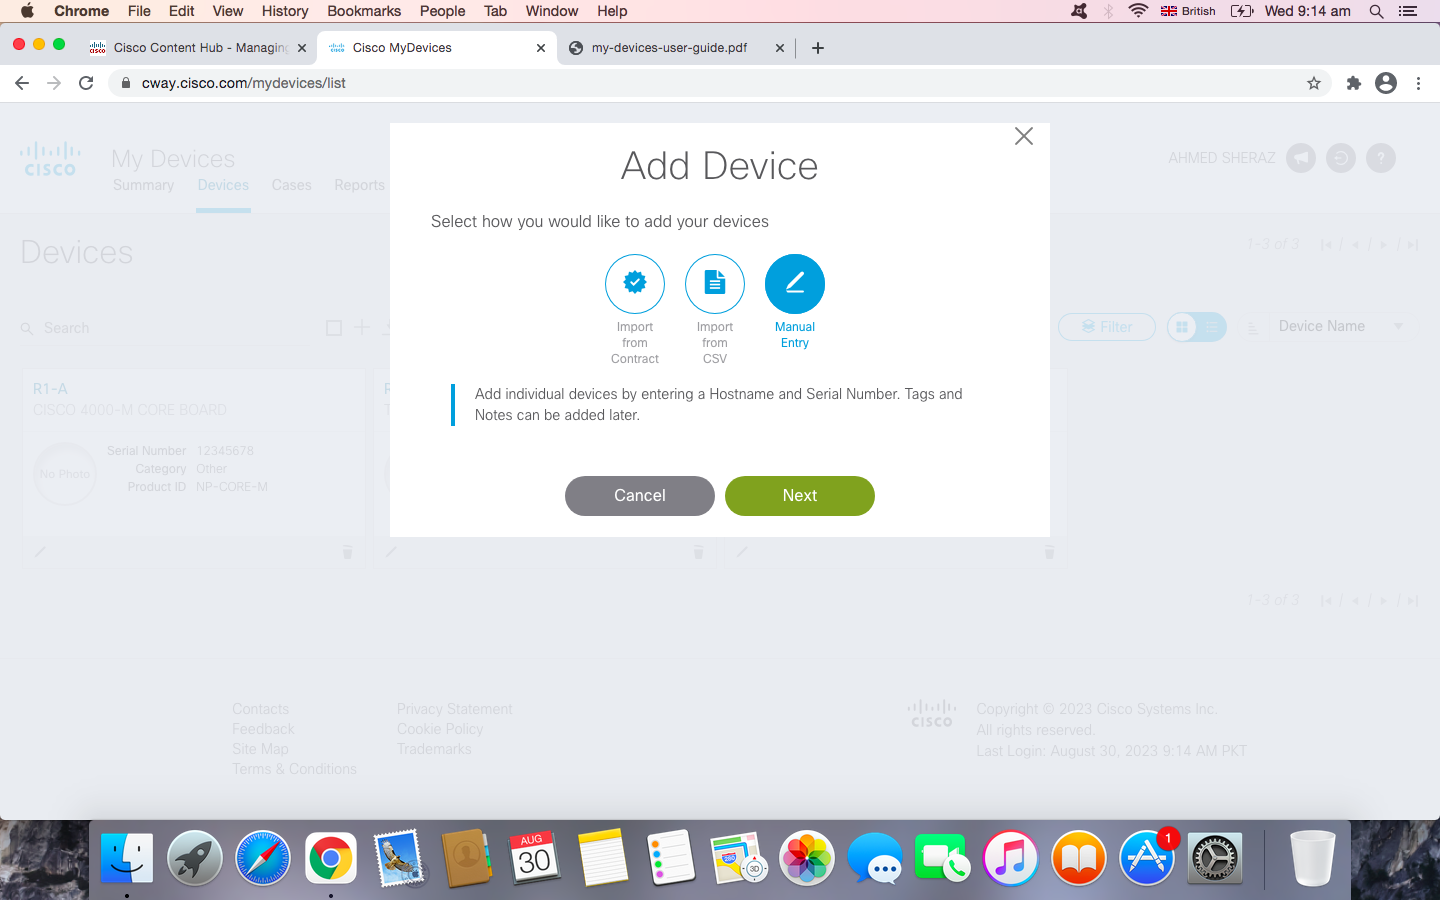 Chrome File Edit View History Bookmarks People Tab Window Help British Wed 9:14 am
Cisco Content Hub - Managing
Cisco MyDevices
my-devices-user-guide.pdf
cway.cisco.com/mydevices/list
CISCO
My Devices
AHMED SHERAZ
?
Summary Devices Cases Reports
Add Device
Select how you would like to add your devices
Import from Contract
Import from CSV
Manual Entry
Add individual devices by entering a Hostname and Serial Number. Tags and
Notes can be added later.
Cancel Next
Devices
1-3 of 3
Search
Filter
Device Name
R1-A
CISCO 4000-M CORE BOARD
No Photo
Serial Number 12345678
Category Other
Product ID NP-CORE-M
1-3 of 3
Contacts
Feedback
Site Map
Terms & Conditions
Privacy Statement
Cookie Policy
Trademarks
CISCO
Copyright © 2023 Cisco Systems Inc.
All rights reserved.
Last Login: August 30, 2023 9:14 AM PKT
AUG
30
280
3D
1